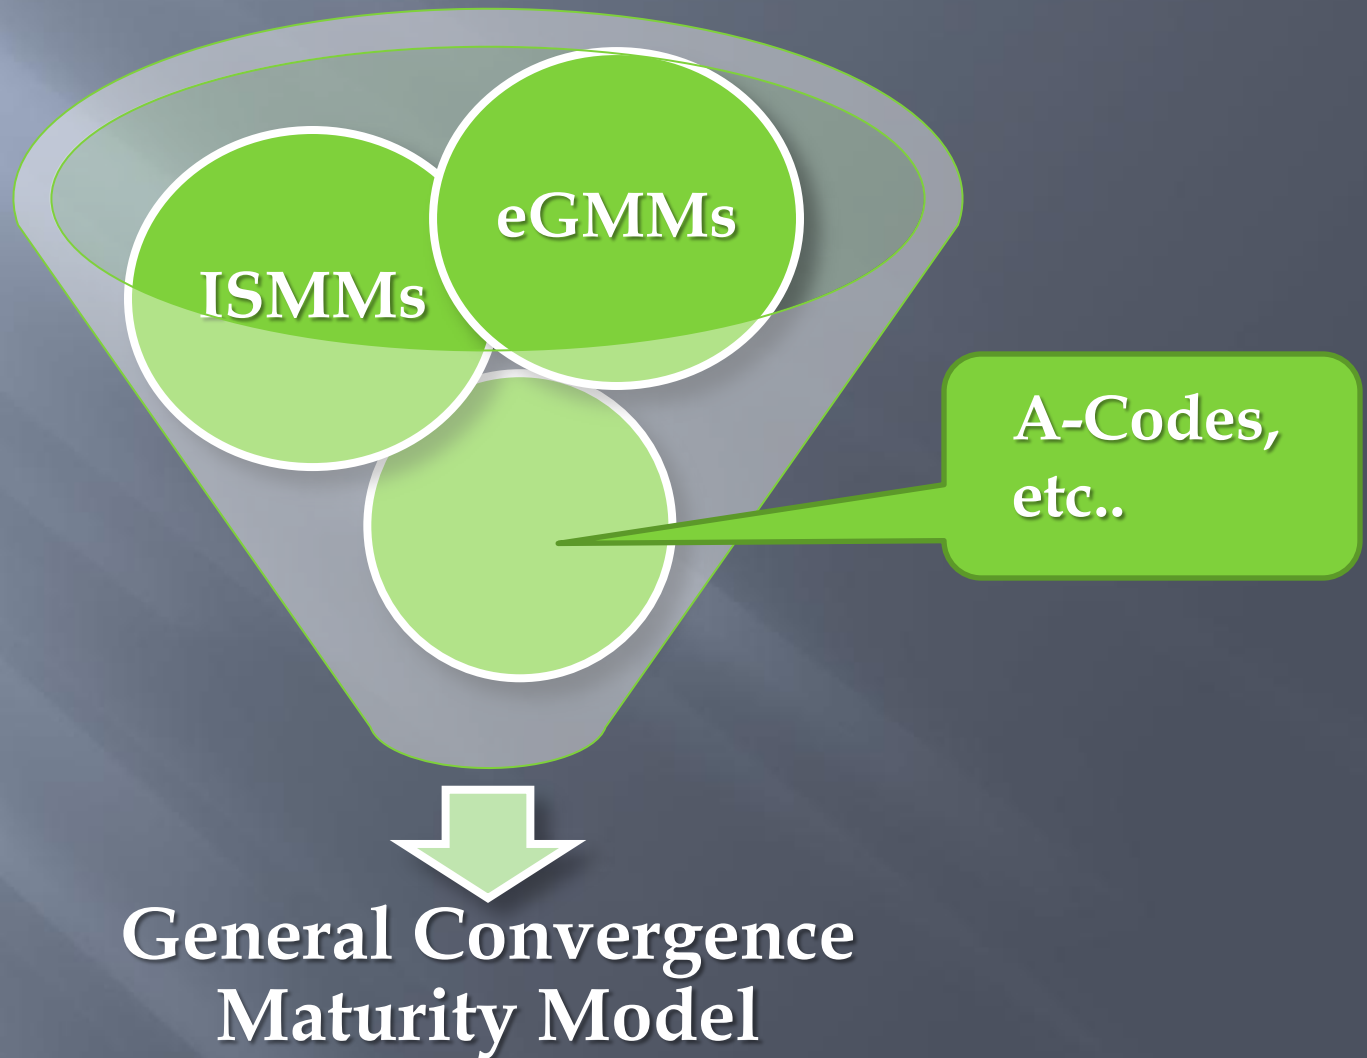 eGMMs
ISMMs
A-Codes,
etc..
General Convergence
Maturity Model